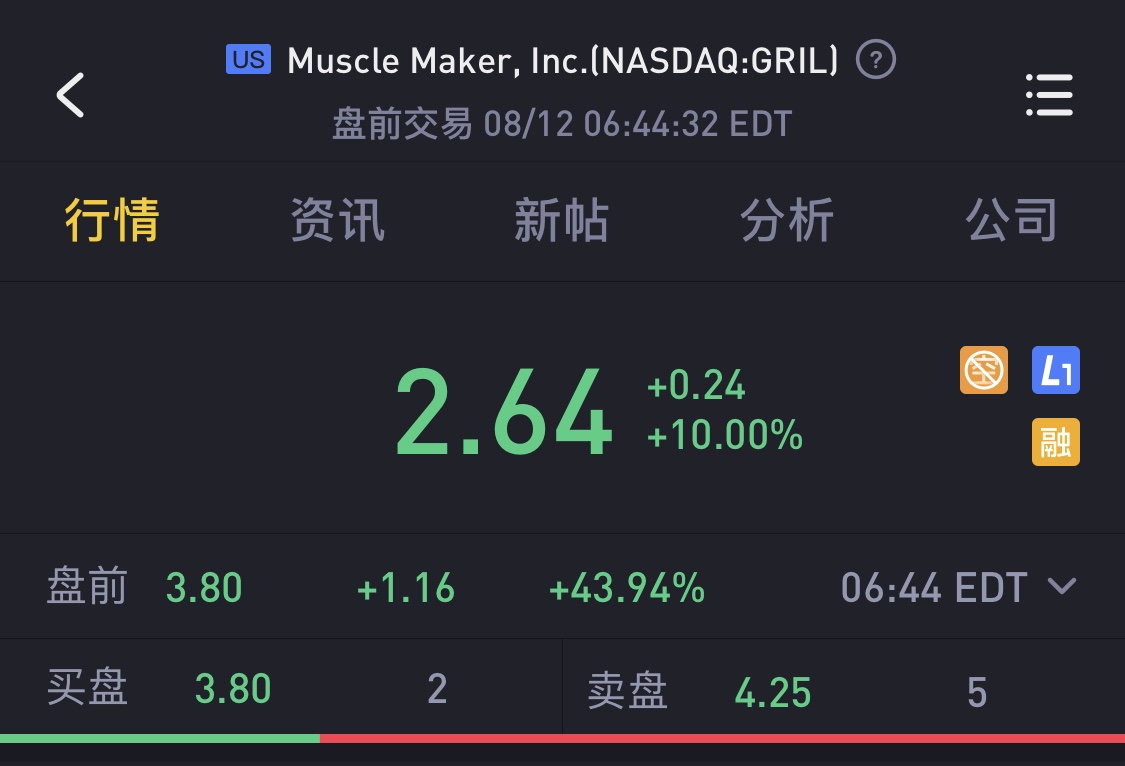 US Muscle Maker, Inc.(NASDAQ:GRIL) ?
盘前交易 08/12 06:44:32 EDT
行情 资讯 新帖 分析 公司
2.64 +0.24
+10.00%
空 L1
融
盘前 3.80 +1.16 +43.94% 06:44 EDT
买盘 3.80 2 卖盘 4.25 5